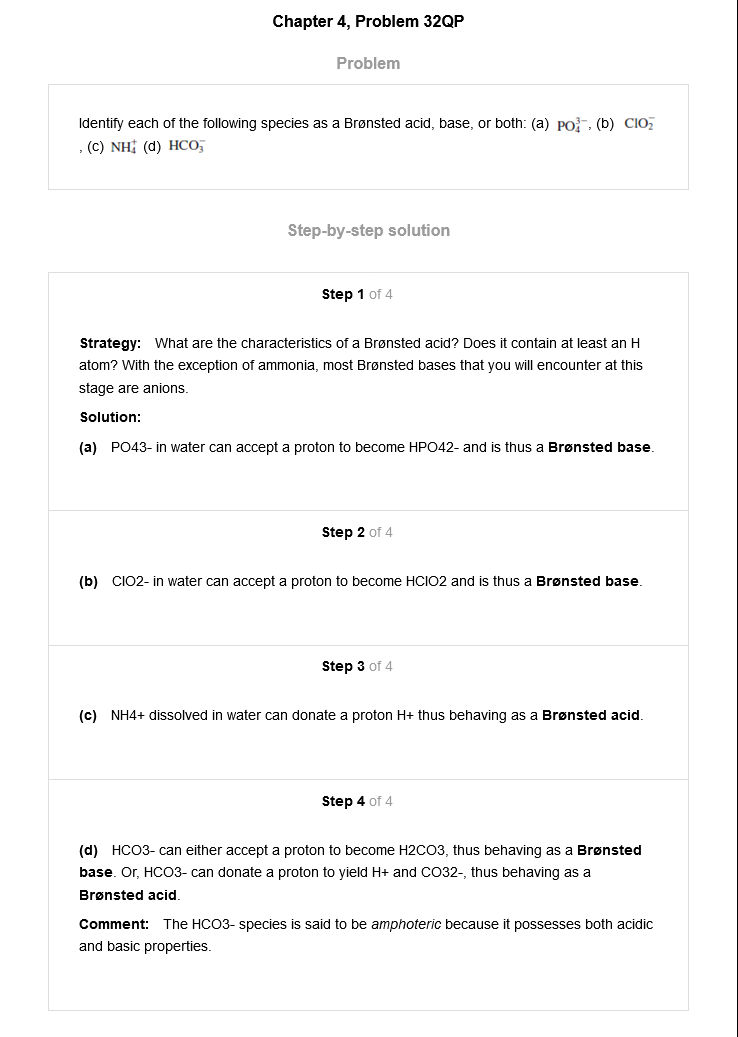 Chapter 4, Problem 32QP
Problem
Identify each of the following species as a Brønsted acid, base, or both: (a) PO₄³⁻, (b) ClO₂⁻
, (c) NH₄⁺ (d) HCO₃⁻
Step-by-step solution
Step 1 of 4
Strategy: What are the characteristics of a Brønsted acid? Does it contain at least an H
atom? With the exception of ammonia, most Brønsted bases that you will encounter at this
stage are anions.
Solution:
(a) PO43- in water can accept a proton to become HPO42- and is thus a Brønsted base.
Step 2 of 4
(b) ClO2- in water can accept a proton to become HClO2 and is thus a Brønsted base.
Step 3 of 4
(c) NH4+ dissolved in water can donate a proton H+ thus behaving as a Brønsted acid.
Step 4 of 4
(d) HCO3- can either accept a proton to become H2CO3, thus behaving as a Brønsted
base. Or, HCO3- can donate a proton to yield H+ and CO32-, thus behaving as a
Brønsted acid.
Comment: The HCO3- species is said to be amphoteric because it possesses both acidic
and basic properties.